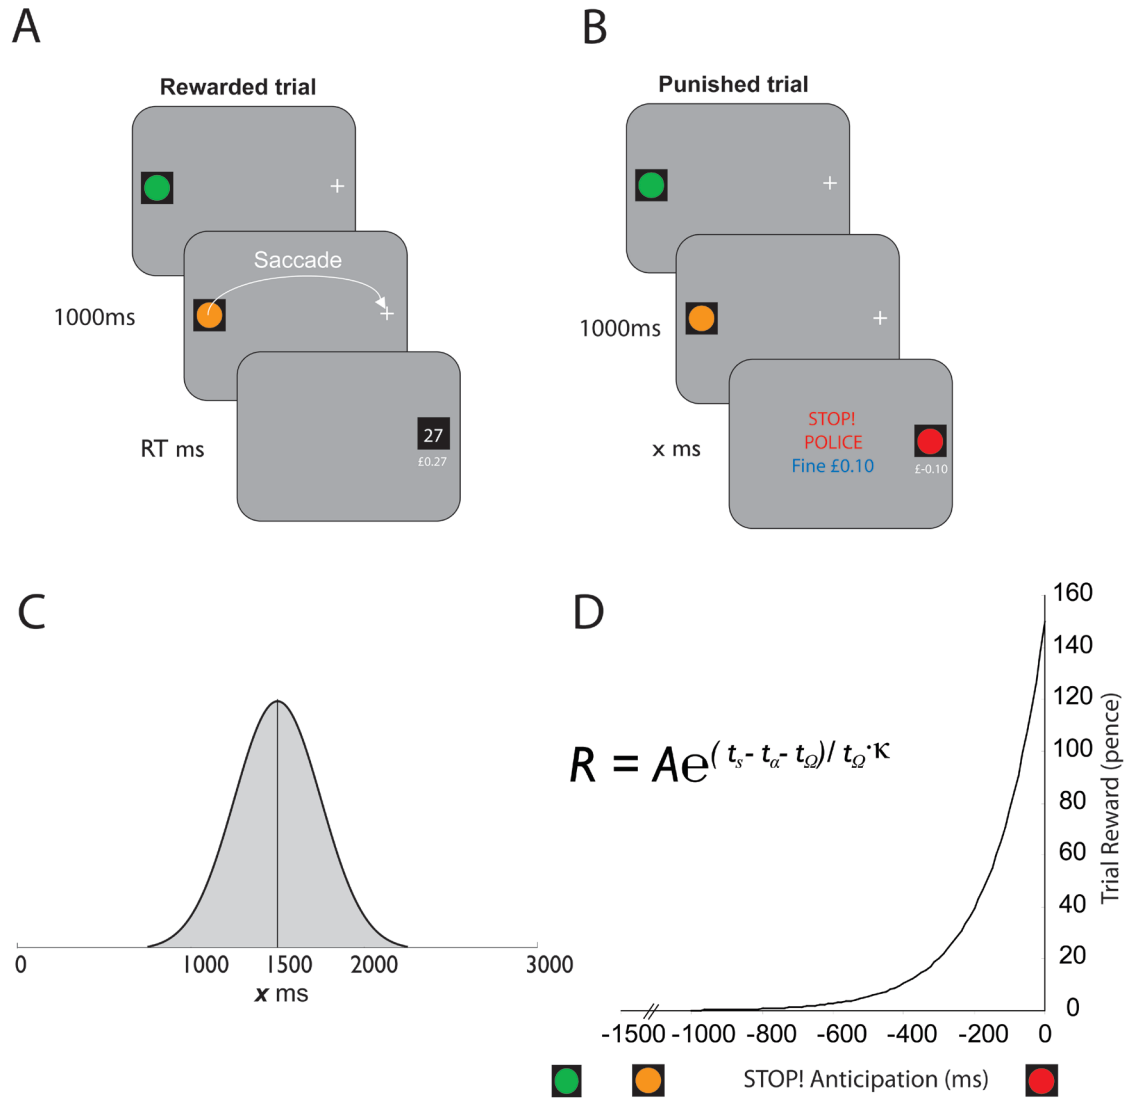 A
Rewarded trial
Saccade
1000ms
RT ms
27
£0.27
B
Punished trial
1000ms
x ms
STOP!
POLICE
Fine £0.10
£-0.10
C
0 1000 1500 2000 3000
x ms
D
R = Ae^( tₛ - tα - tΩ)/ tΩ·κ
160
140
120
100
80
60
40
20
0
Trial Reward (pence)
-1500 -1000 -800 -600 -400 -200 0
STOP! Anticipation (ms)